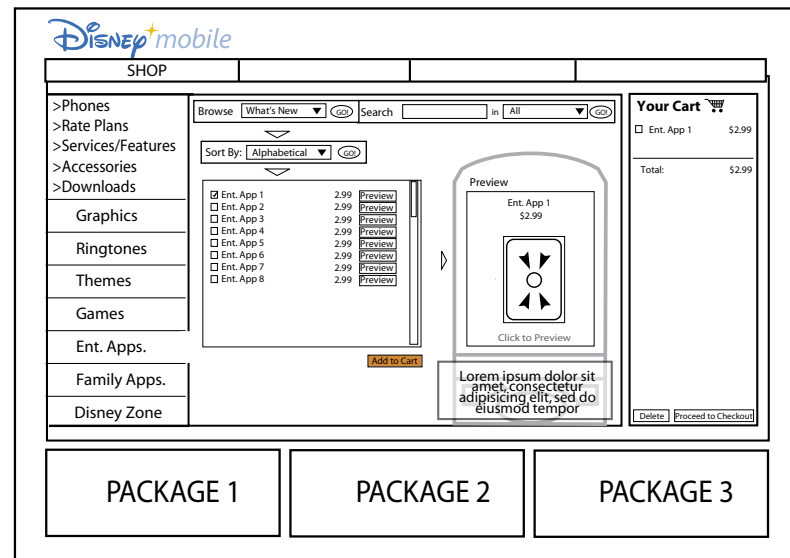 Disney mobile
SHOP
>Phones
>Rate Plans
>Services/Features
>Accessories
>Downloads
Graphics
Ringtones
Themes
Games
Ent. Apps.
Family Apps.
Disney Zone
Browse What's New GO! Search in All GO!
Sort By: Alphabetical GO!
Ent. App 1 2.99 Preview
Ent. App 2 2.99 Preview
Ent. App 3 2.99 Preview
Ent. App 4 2.99 Preview
Ent. App 5 2.99 Preview
Ent. App 6 2.99 Preview
Ent. App 7 2.99 Preview
Ent. App 8 2.99 Preview
Add to Cart
Preview
Ent. App 1
$2.99
Click to Preview
Lorem ipsum dolor sit
amet, consectetur
adipisicing elit, sed do
eiusmod tempor
Your Cart
Ent. App 1 $2.99
Total: $2.99
Delete Proceed to Checkout
PACKAGE 1 PACKAGE 2 PACKAGE 3